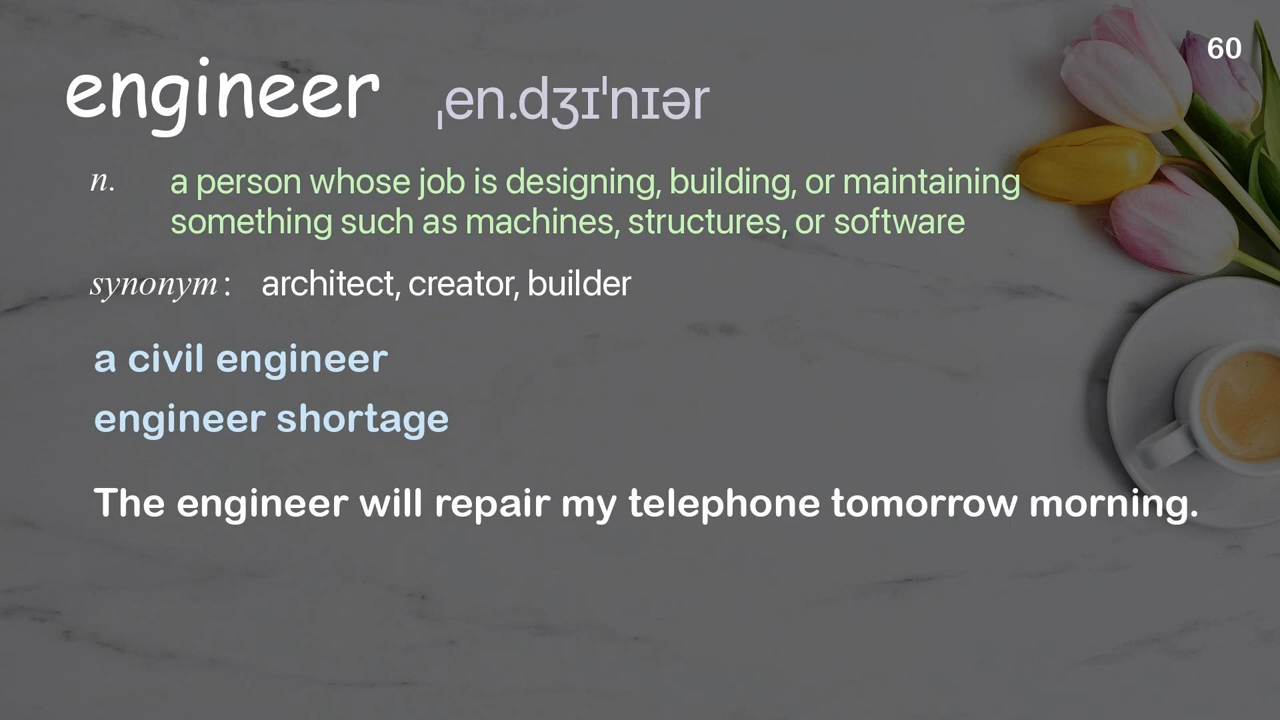 60
engineer ˌen.dʒɪˈnɪər
n. a person whose job is designing, building, or maintaining
something such as machines, structures, or software
synonym : architect, creator, builder
a civil engineer
engineer shortage
The engineer will repair my telephone tomorrow morning.